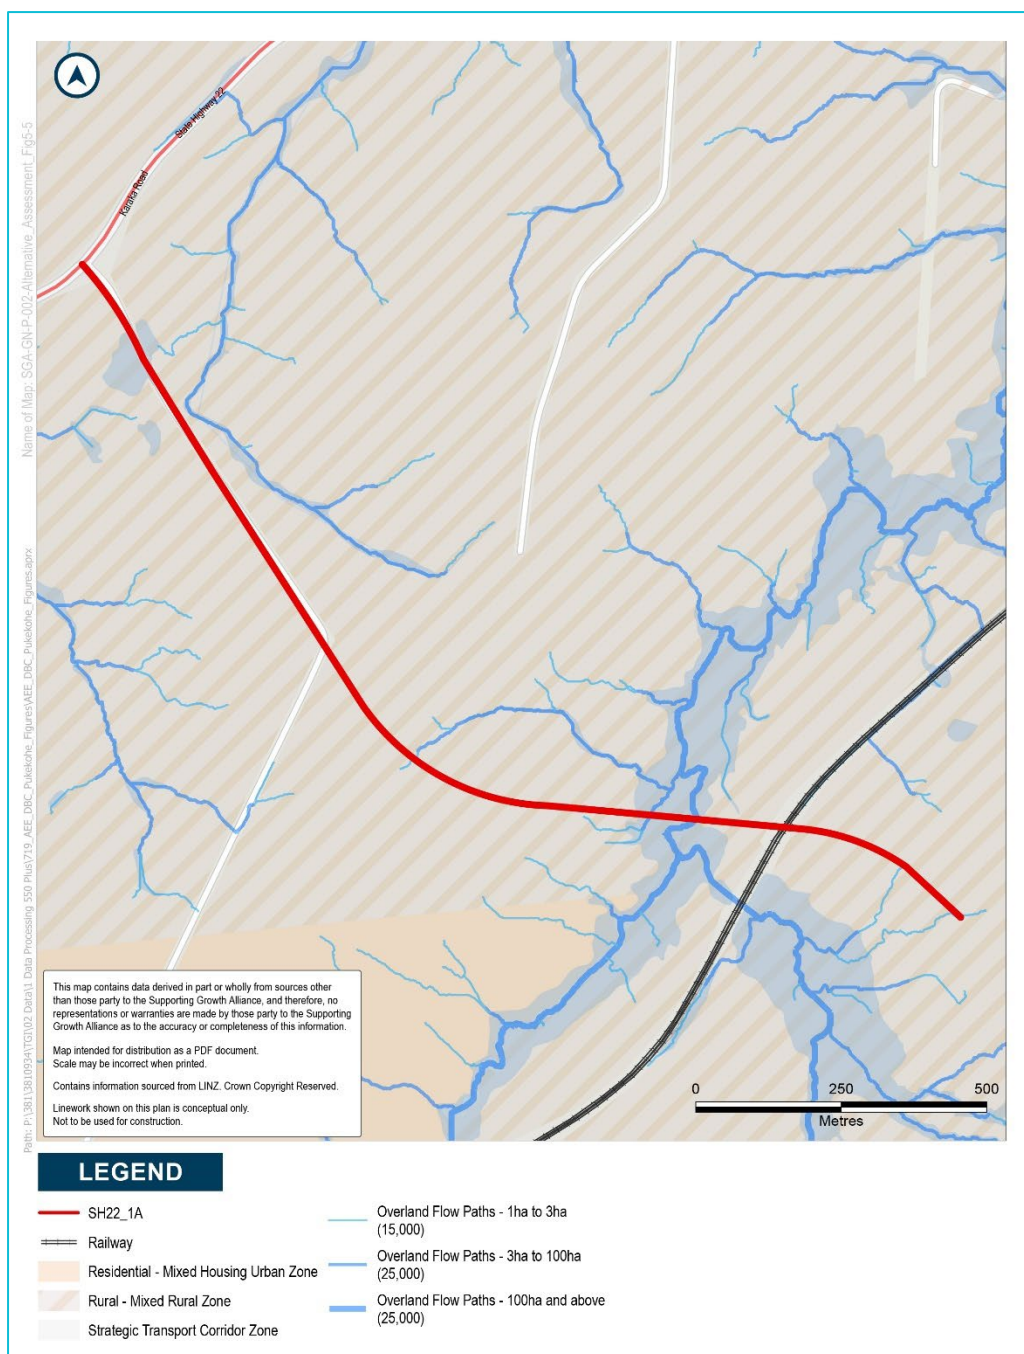 State Highway 22
Karaka Road
Name of Map: SGA-GN-P-002-Alternative_Assessment_Fig5-5
Path: P:\381\3810934\TGI\02 Data\1 Data Processing 550 Plus\719_AEE_DBC_Pukekohe_Figures\AEE_DBC_Pukekohe_Figures.aprx
This map contains data derived in part or wholly from sources other
than those party to the Supporting Growth Alliance, and therefore, no
representations or warranties are made by those party to the Supporting
Growth Alliance as to the accuracy or completeness of this information.
Map intended for distribution as a PDF document.
Scale may be incorrect when printed.
Contains information sourced from LINZ. Crown Copyright Reserved.
Linework shown on this plan is conceptual only.
Not to be used for construction.
0 250 500
Metres
LEGEND
SH22_1A
Railway
Residential - Mixed Housing Urban Zone
Rural - Mixed Rural Zone
Strategic Transport Corridor Zone
Overland Flow Paths - 1ha to 3ha
(15,000)
Overland Flow Paths - 3ha to 100ha
(25,000)
Overland Flow Paths - 100ha and above
(25,000)